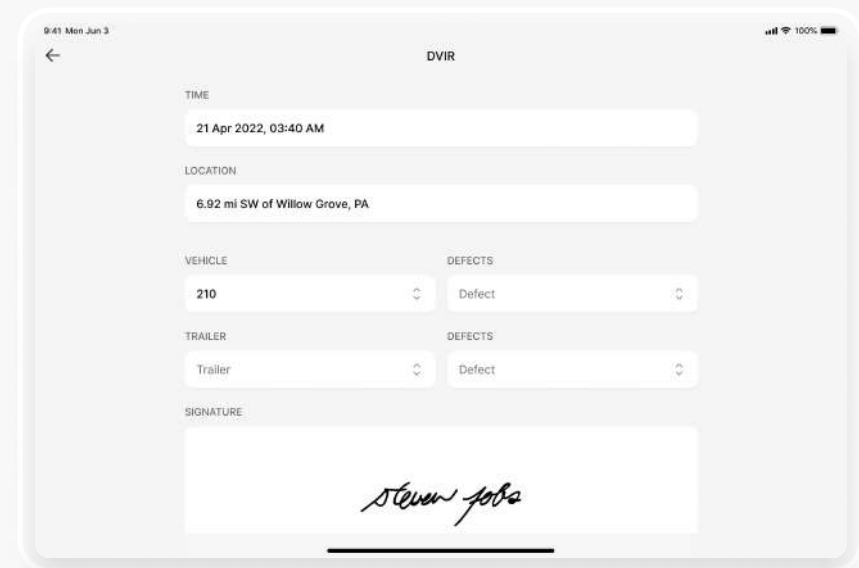 9:41 Mon Jun 3 100%
DVIR
TIME
21 Apr 2022, 03:40 AM
LOCATION
6.92 mi SW of Willow Grove, PA
VEHICLE DEFECTS
210 Defect
TRAILER DEFECTS
Trailer Defect
SIGNATURE
steven jobs